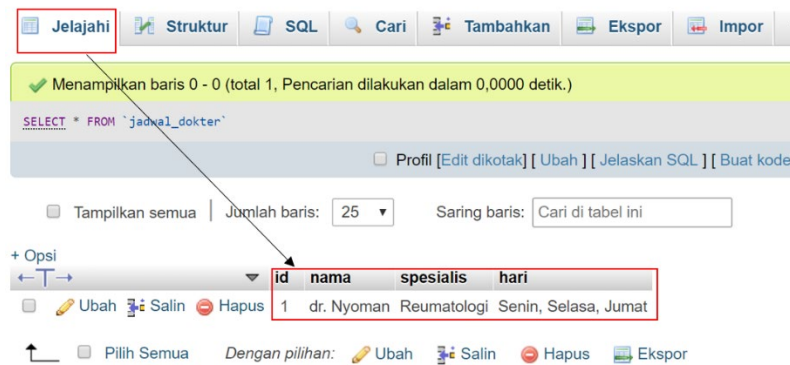 Jelajahi Struktur SQL Cari Tambahkan Ekspor Impor
Menampilkan baris 0 - 0 (total 1, Pencarian dilakukan dalam 0,0000 detik.)
SELECT * FROM `jadwal_dokter`
Profil [Edit dikotak] [ Ubah ] [ Jelaskan SQL ] [ Buat kode
Tampilkan semua | Jumlah baris: 25 Saring baris: Cari di tabel ini
+ Opsi
id nama spesialis hari
Ubah Salin Hapus 1 dr. Nyoman Reumatologi Senin, Selasa, Jumat
Pilih Semua Dengan pilihan: Ubah Salin Hapus Ekspor